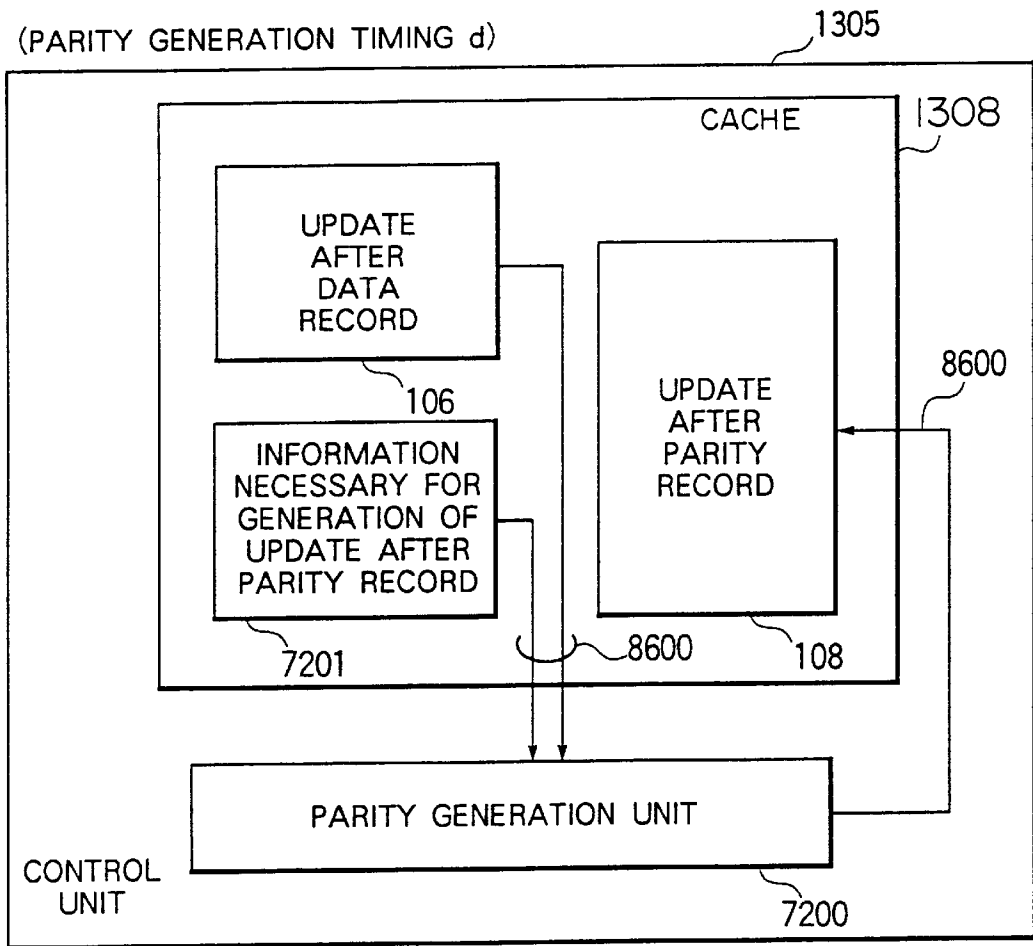 (PARITY GENERATION TIMING d)
1305
CACHE
1308
UPDATE
AFTER
DATA
RECORD
106
INFORMATION
NECESSARY FOR
GENERATION OF
UPDATE AFTER
PARITY RECORD
7201
UPDATE
AFTER
PARITY
RECORD
108
8600
8600
PARITY GENERATION UNIT
7200
CONTROL
UNIT